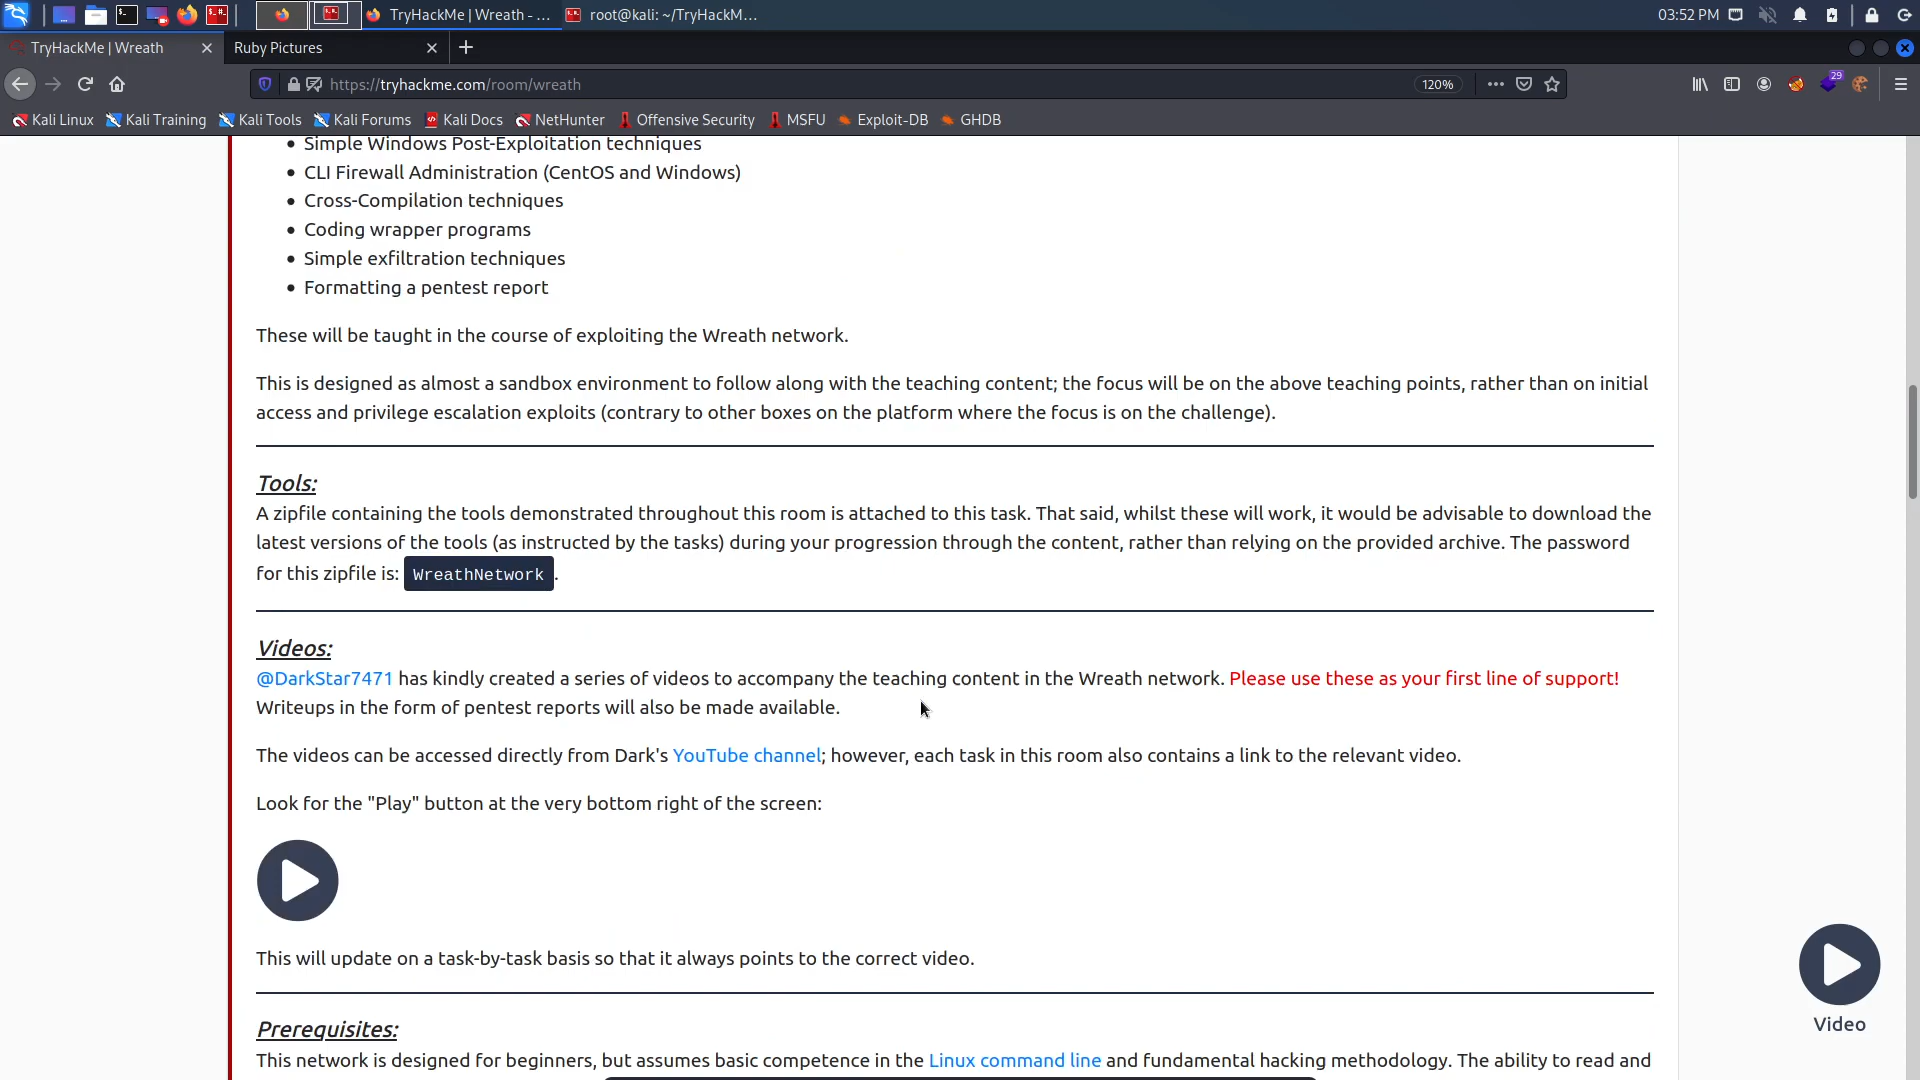 TryHackMe | Wreath - ... root@kali: ~/TryHackM... 03:52 PM
TryHackMe | Wreath Ruby Pictures
https://tryhackme.com/room/wreath 120% 29
Kali Linux Kali Training Kali Tools Kali Forums Kali Docs NetHunter Offensive Security MSFU Exploit-DB GHDB
• Simple Windows Post-Exploitation techniques
• CLI Firewall Administration (CentOS and Windows)
• Cross-Compilation techniques
• Coding wrapper programs
• Simple exfiltration techniques
• Formatting a pentest report
These will be taught in the course of exploiting the Wreath network.
This is designed as almost a sandbox environment to follow along with the teaching content; the focus will be on the above teaching points, rather than on initial
access and privilege escalation exploits (contrary to other boxes on the platform where the focus is on the challenge).
Tools:
A zipfile containing the tools demonstrated throughout this room is attached to this task. That said, whilst these will work, it would be advisable to download the
latest versions of the tools (as instructed by the tasks) during your progression through the content, rather than relying on the provided archive. The password
for this zipfile is: WreathNetwork.
Videos:
@DarkStar7471 has kindly created a series of videos to accompany the teaching content in the Wreath network. Please use these as your first line of support!
Writeups in the form of pentest reports will also be made available.
The videos can be accessed directly from Dark's YouTube channel; however, each task in this room also contains a link to the relevant video.
Look for the "Play" button at the very bottom right of the screen:
This will update on a task-by-task basis so that it always points to the correct video.
Video
Prerequisites:
This network is designed for beginners, but assumes basic competence in the Linux command line and fundamental hacking methodology. The ability to read and